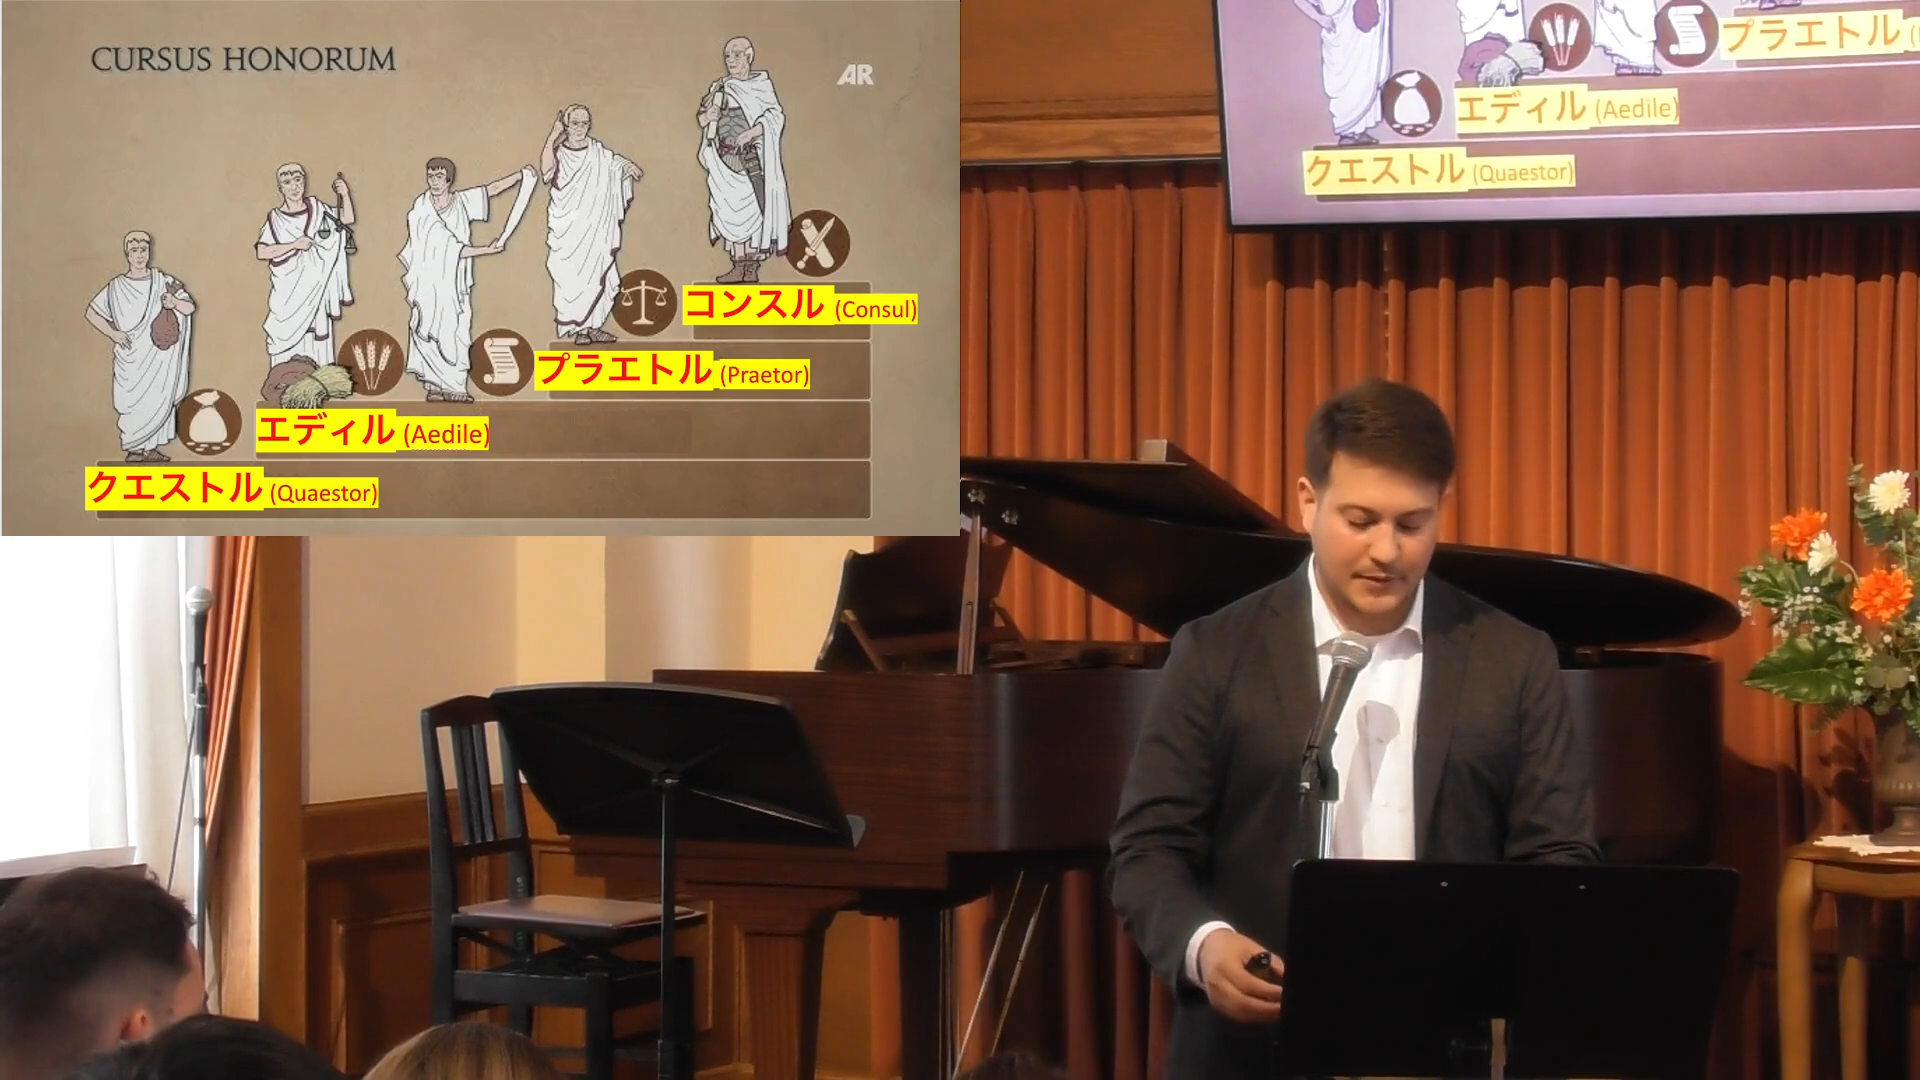 CURSUS HONORUM
AR
コンスル (Consul)
プラエトル (Praetor)
エディル (Aedile)
クエストル (Quaestor)
プラエトル (
エディル (Aedile)
クエストル (Quaestor)